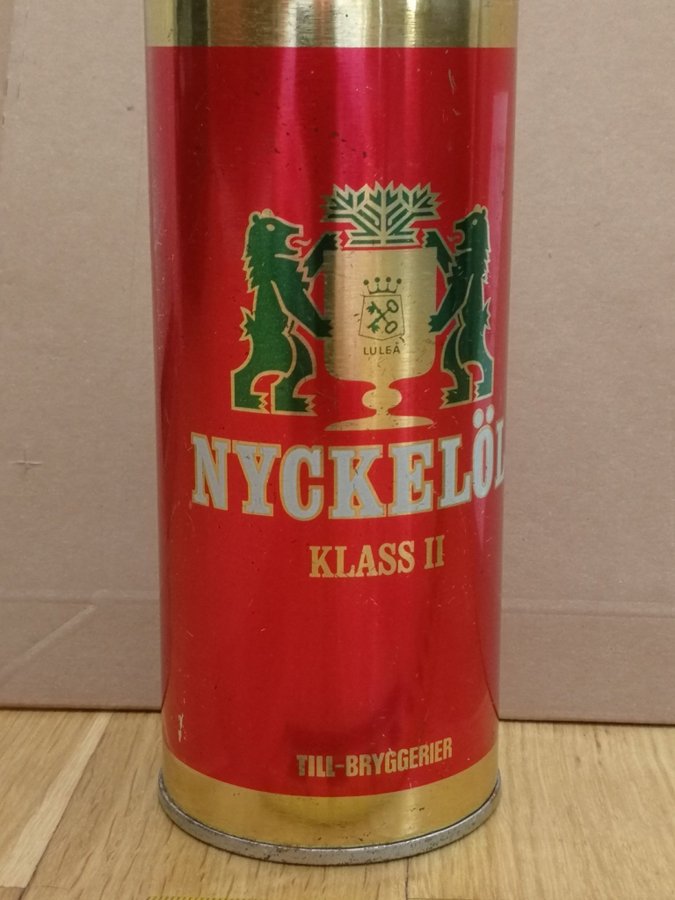 LULEÅ
NYCKELÖL
KLASS II
TILL-BRYGGERIER